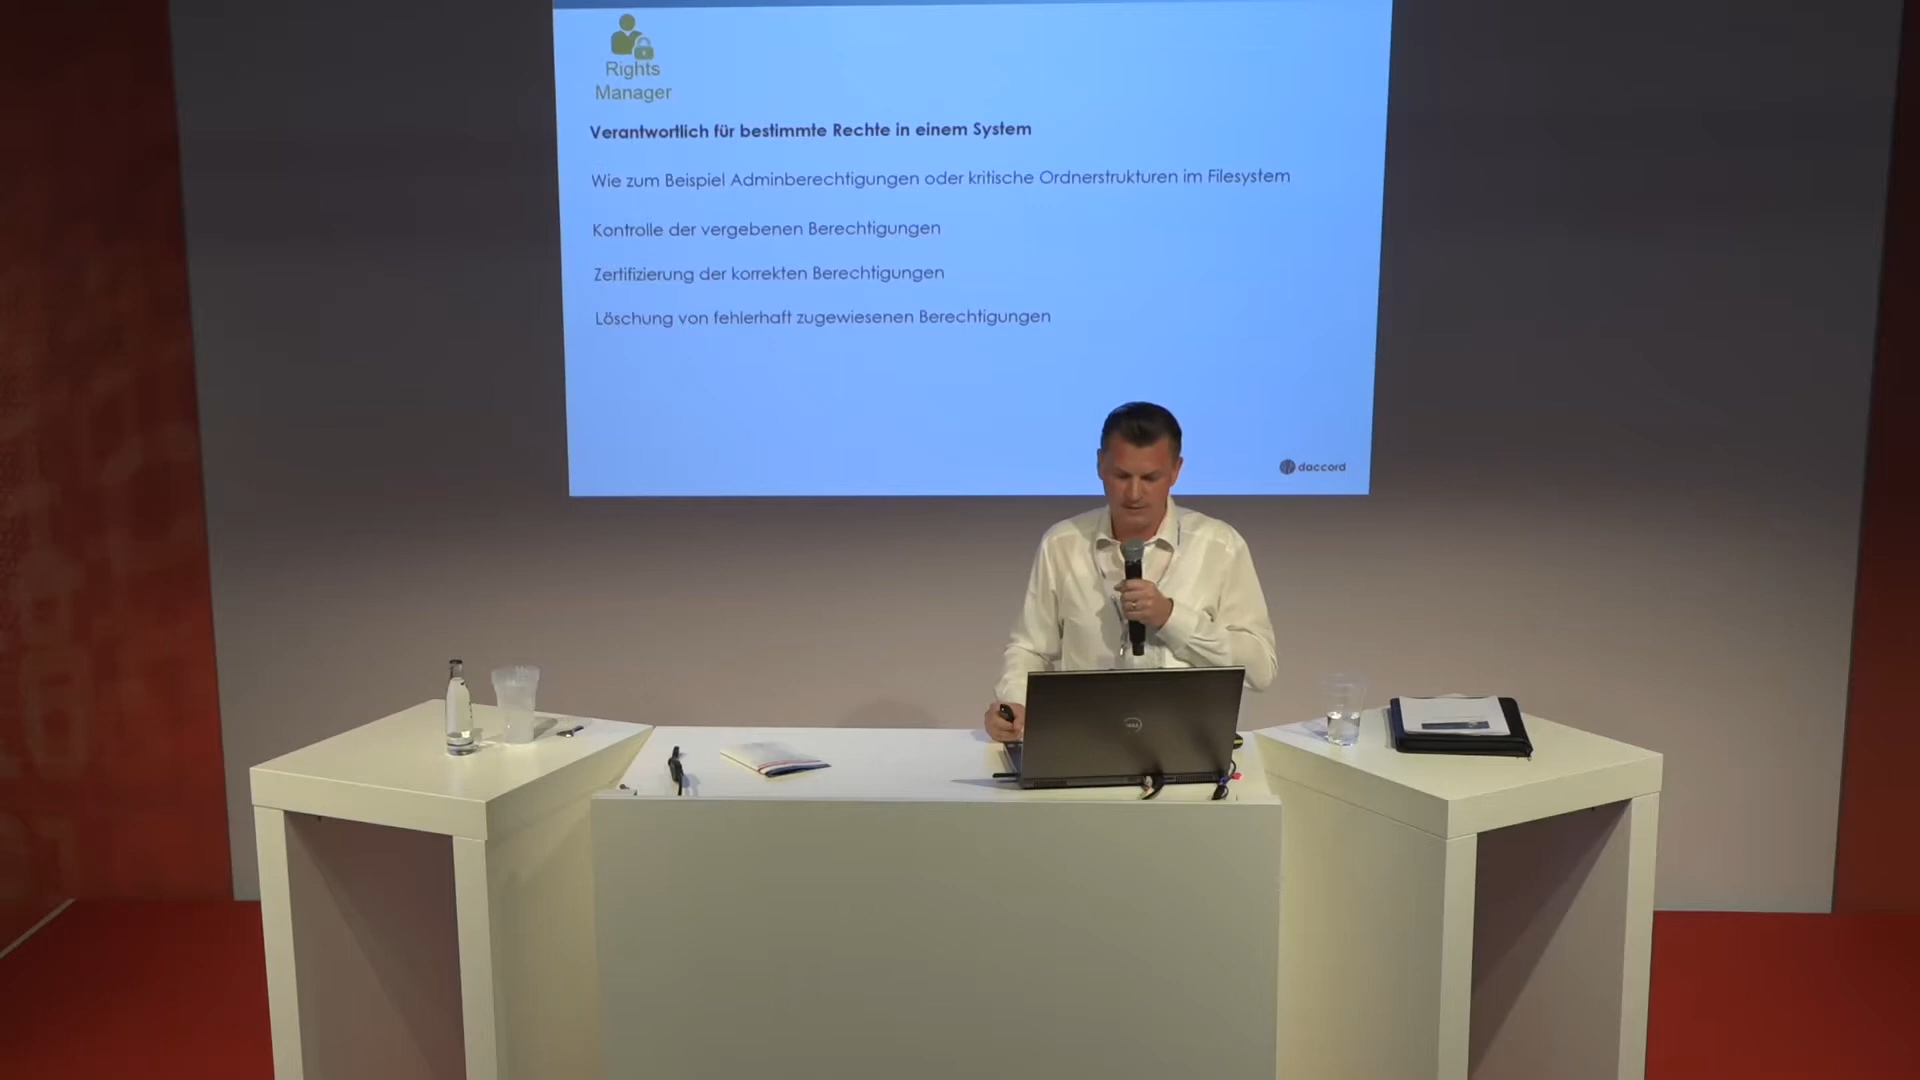 Rights
Manager
Verantwortlich für bestimmte Rechte in einem System
Wie zum Beispiel Adminberechtigungen oder kritische Ordnerstrukturen im Filesystem
Kontrolle der vergebenen Berechtigungen
Zertifizierung der korrekten Berechtigungen
Löschung von fehlerhaft zugewiesenen Berechtigungen
daccord
DELL